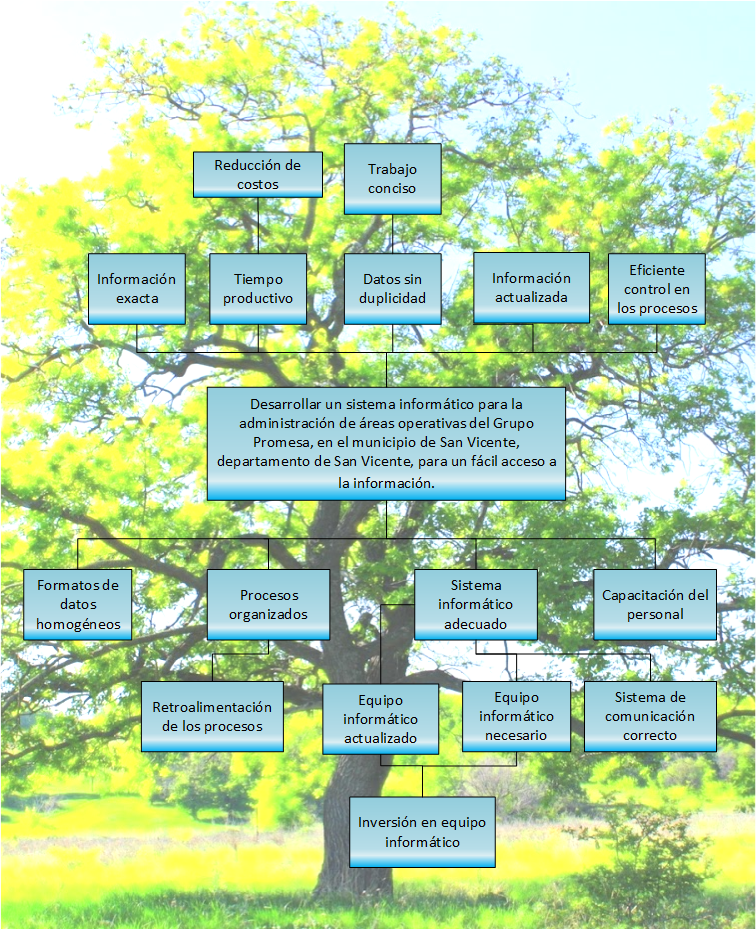 Reducción de
costos
Trabajo
conciso
Información
exacta
Tiempo
productivo
Datos sin
duplicidad
Información
actualizada
Eficiente
control en
los procesos
Desarrollar un sistema informático para la
administración de áreas operativas del Grupo
Promesa, en el municipio de San Vicente,
departamento de San Vicente, para un fácil acceso a
la información.
Formatos de
datos
homogéneos
Procesos
organizados
Sistema
informático
adecuado
Capacitación del
personal
Retroalimentación
de los procesos
Equipo
informático
actualizado
Equipo
informático
necesario
Sistema de
comunicación
correcto
Inversión en equipo
informático